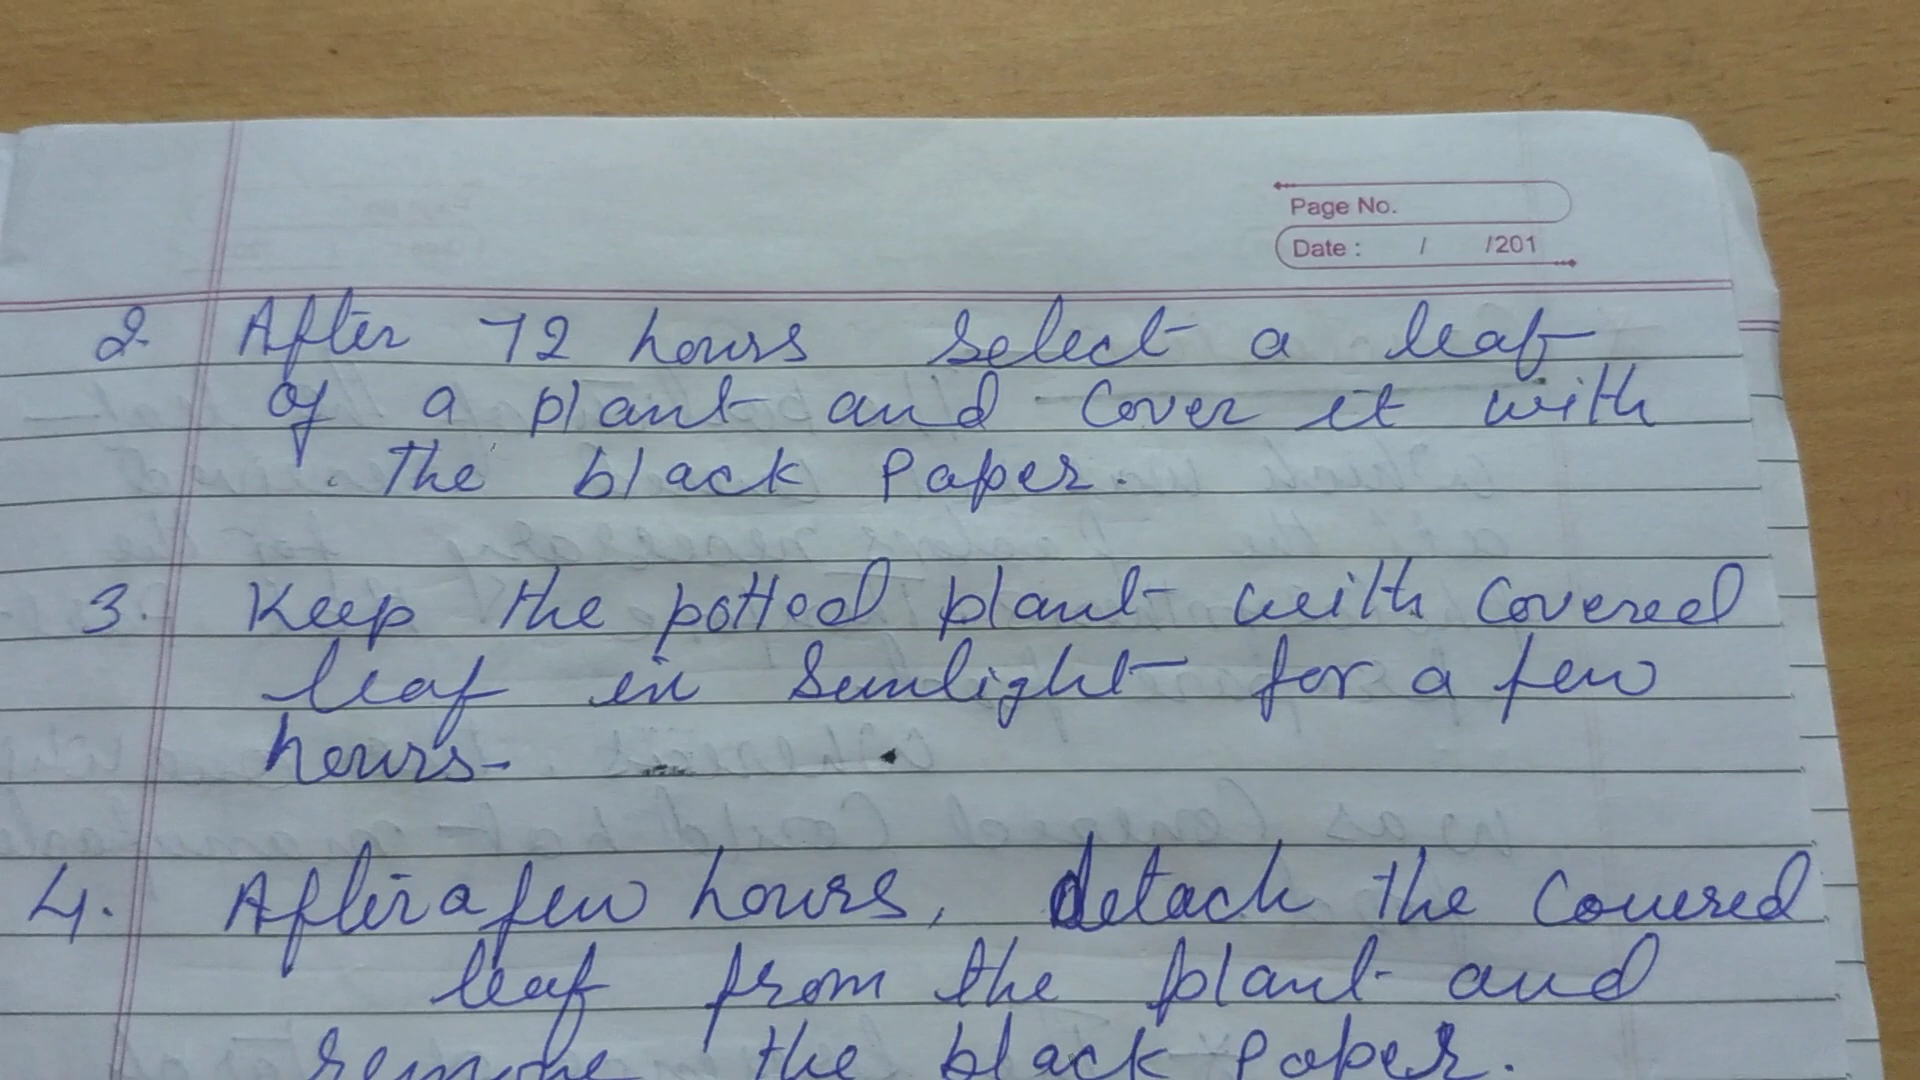 Page No.
Date : / /201
2. After 72 hours select a leaf
of a plant and cover it with
the black Paper.
3. Keep the potted plant with covered
leaf in Sunlight for a few
hours.
4. After a few hours, detach the Covered
leaf from the plant and
remove the black Paper.